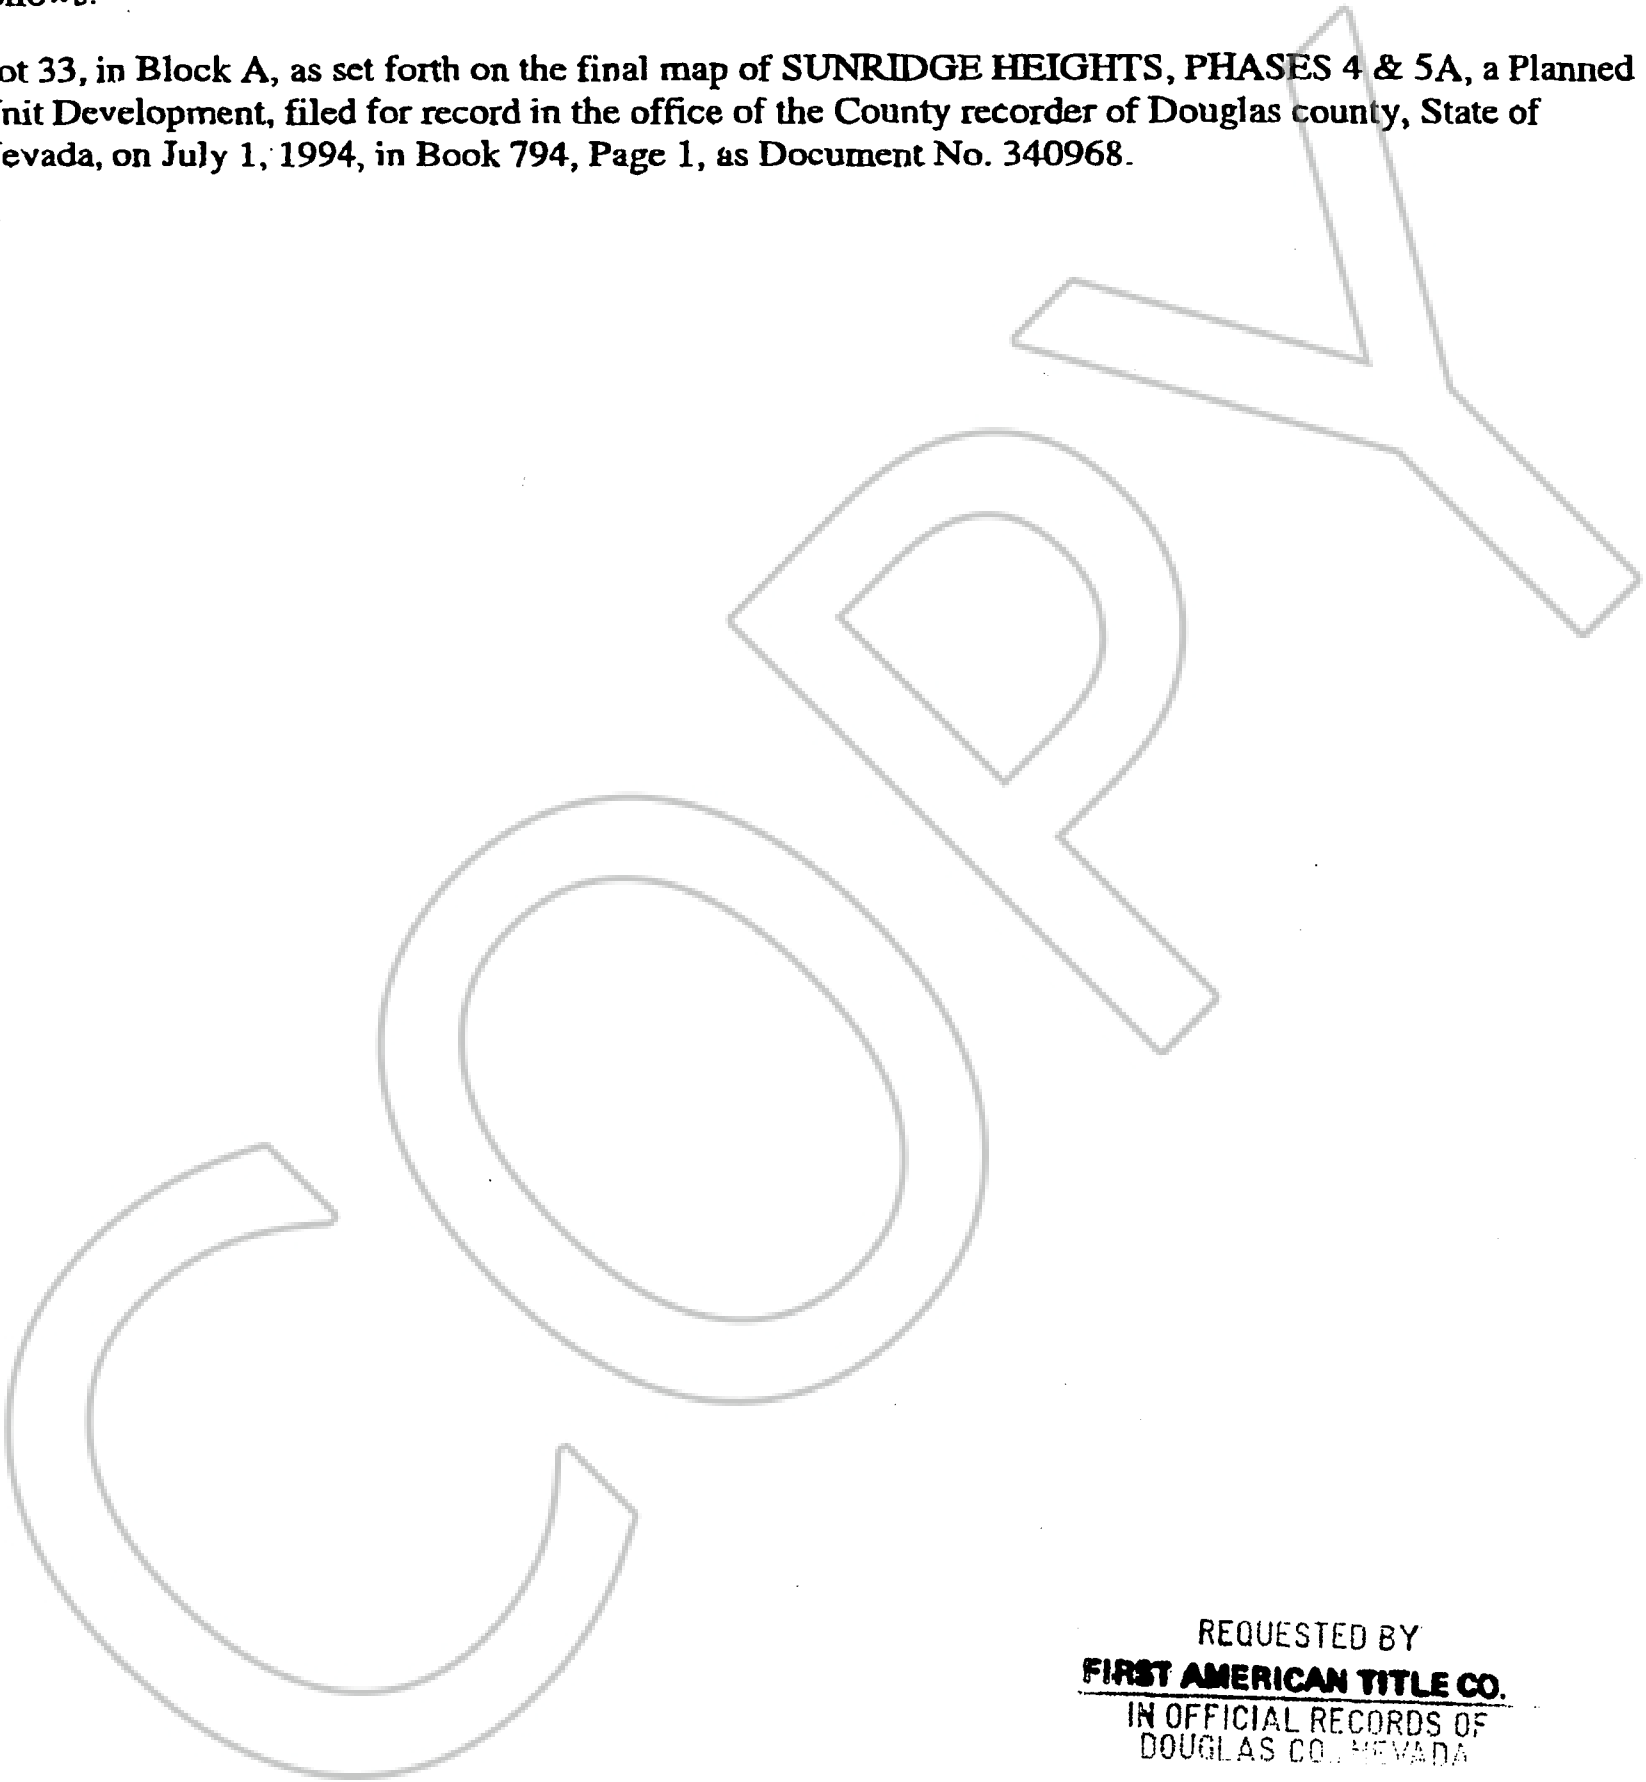 ot 33, in Block A, as set forth on the final map of SUNRIDGE HEIGHTS, PHASES 4 & 5A, a Planned
nit Development, filed for record in the office of the County recorder of Douglas county, State of
evada, on July 1, 1994, in Book 794, Page 1, as Document No. 340968.
COPY
REQUESTED BY
FIRST AMERICAN TITLE CO.
IN OFFICIAL RECORDS OF
DOUGLAS CO., NEVADA